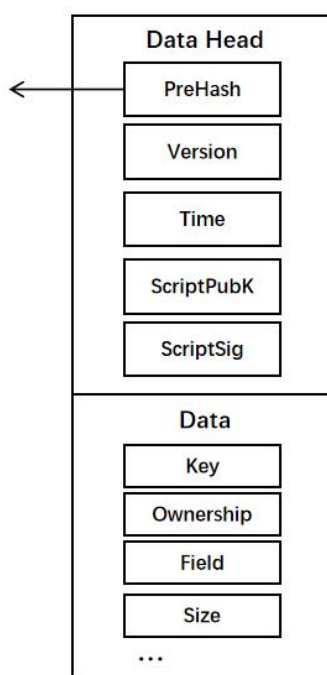 Data Head
PreHash
Version
Time
ScriptPubK
ScriptSig
Data
Key
Ownership
Field
Size
...